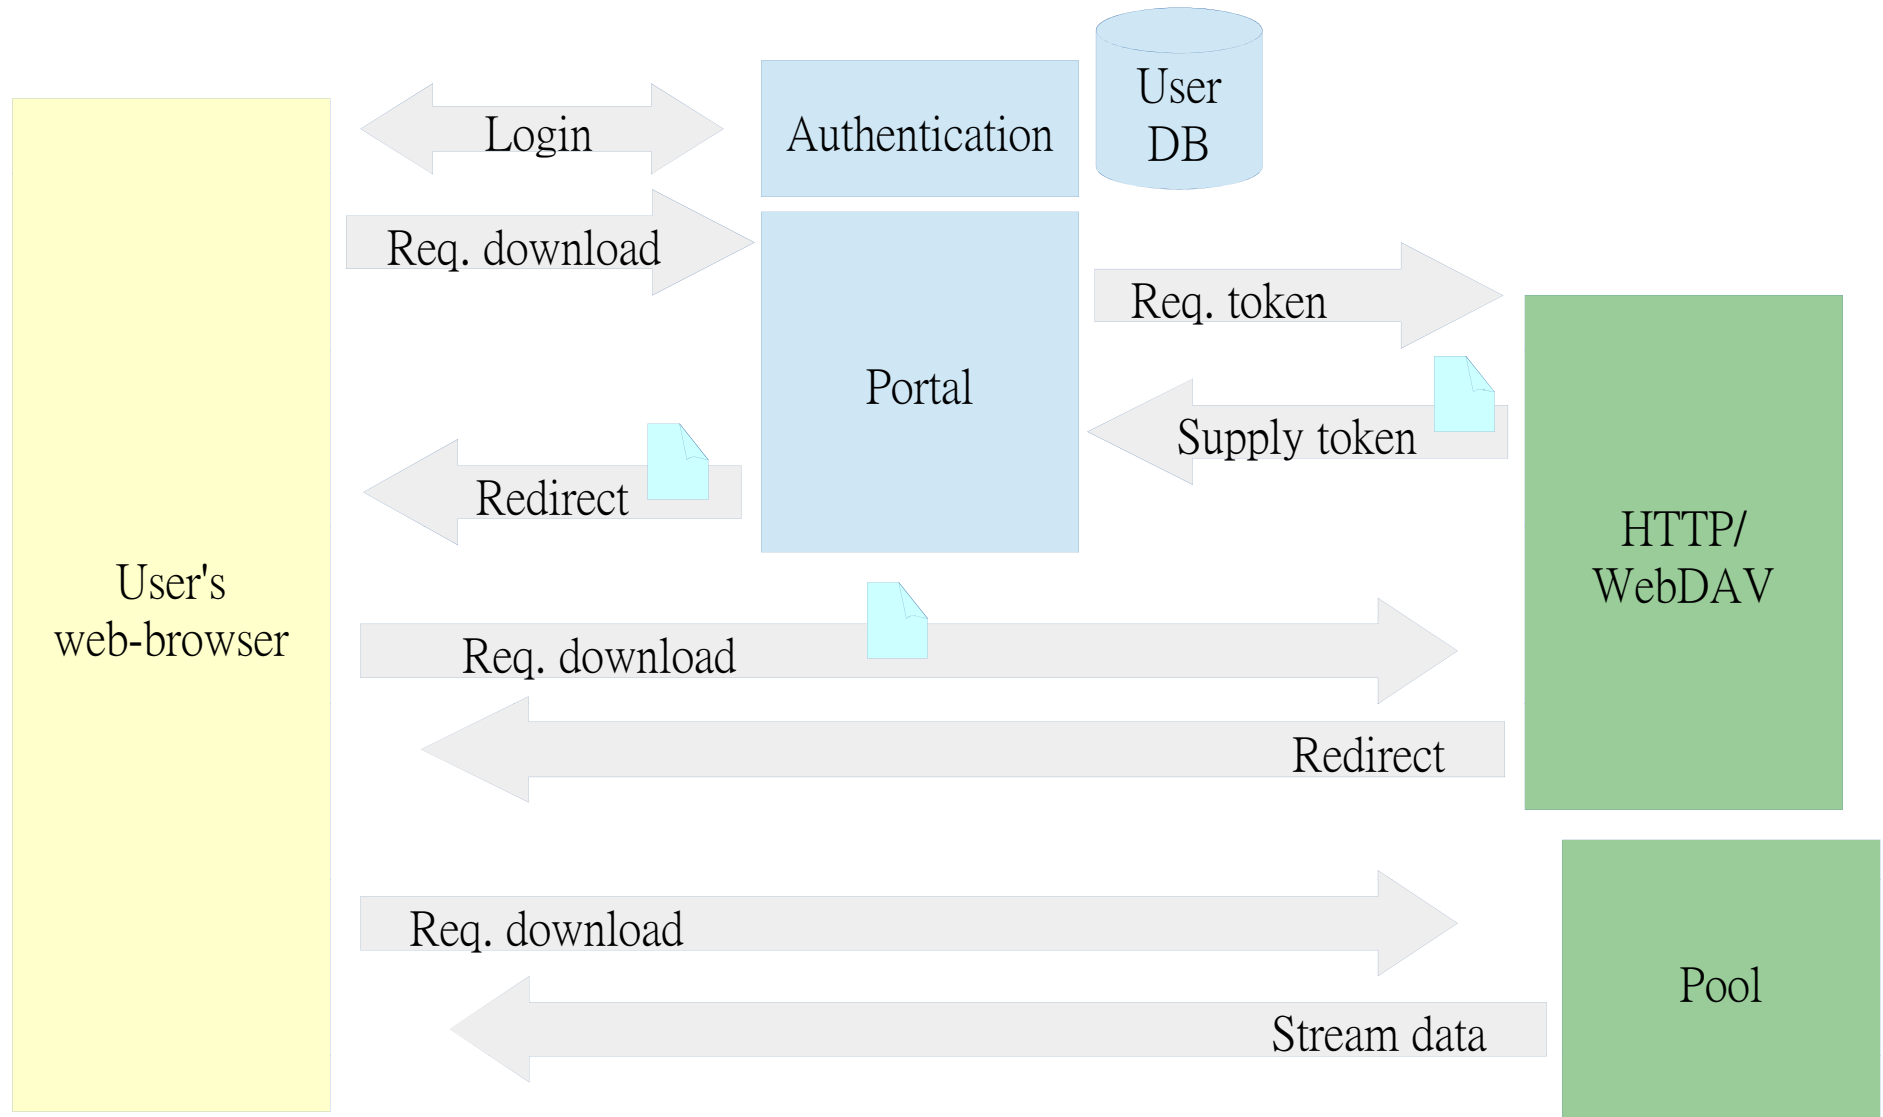 User
DB
Login
Authentication
Req. download
Req. token
Portal
Supply token
Redirect
HTTP/
WebDAV
User's
web-browser
Req. download
Redirect
Req. download
Pool
Stream data